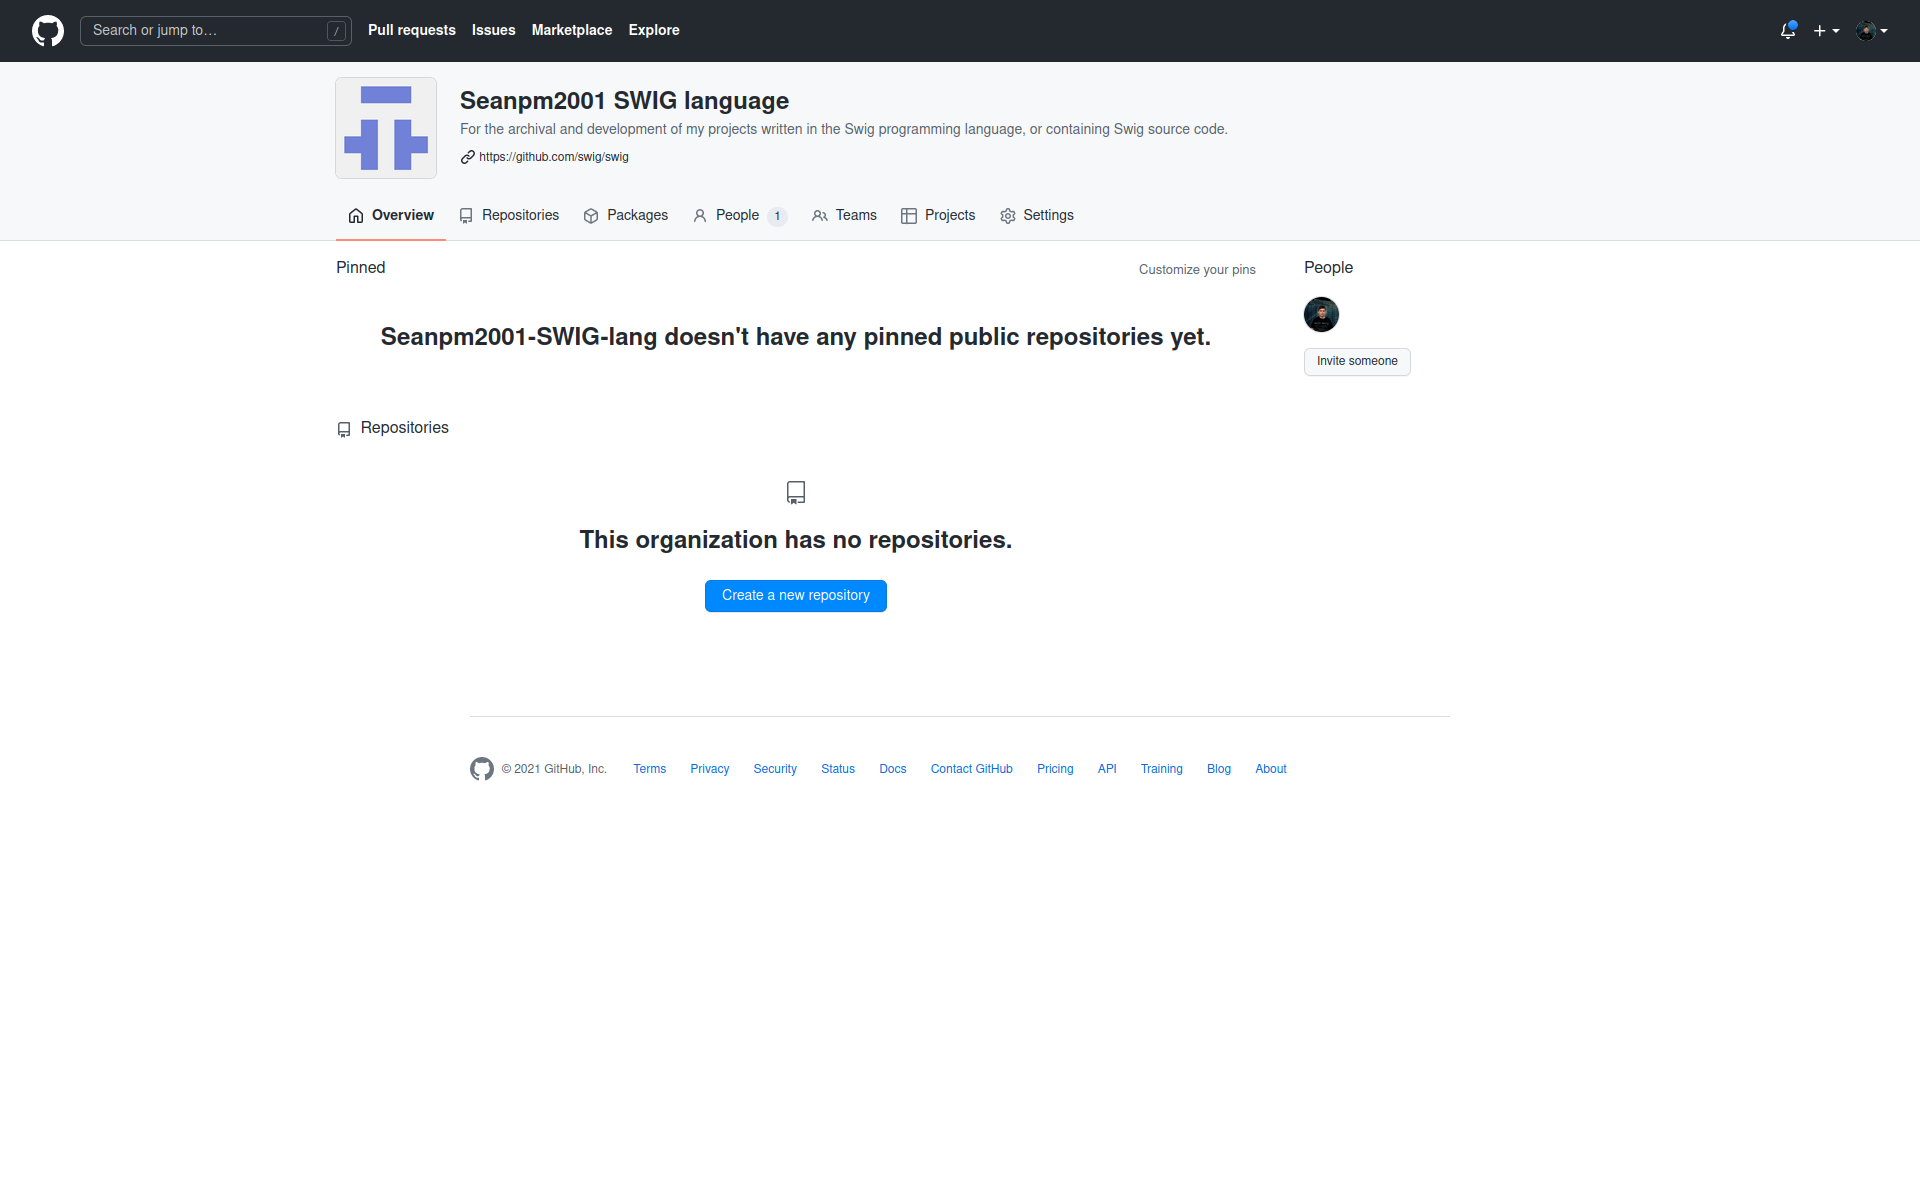 Search or jump to… /
Pull requests Issues Marketplace Explore
Seanpm2001 SWIG language
For the archival and development of my projects written in the Swig programming language, or containing Swig source code.
https://github.com/swig/swig
Overview Repositories Packages People 1 Teams Projects Settings
Pinned
Customize your pins
Seanpm2001-SWIG-lang doesn't have any pinned public repositories yet.
People
Invite someone
Repositories
This organization has no repositories.
Create a new repository
© 2021 GitHub, Inc. Terms Privacy Security Status Docs Contact GitHub Pricing API Training Blog About